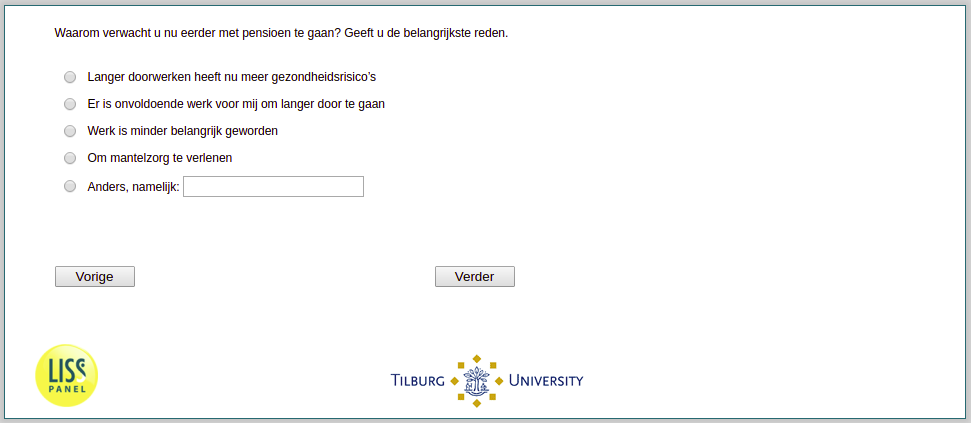 Waarom verwacht u nu eerder met pensioen te gaan? Geeft u de belangrijkste reden.
Langer doorwerken heeft nu meer gezondheidsrisico's
Er is onvoldoende werk voor mij om langer door te gaan
Werk is minder belangrijk geworden
Om mantelzorg te verlenen
Anders, namelijk:
Vorige
Verder
LISS
PANEL
TILBURG UNIVERSITY